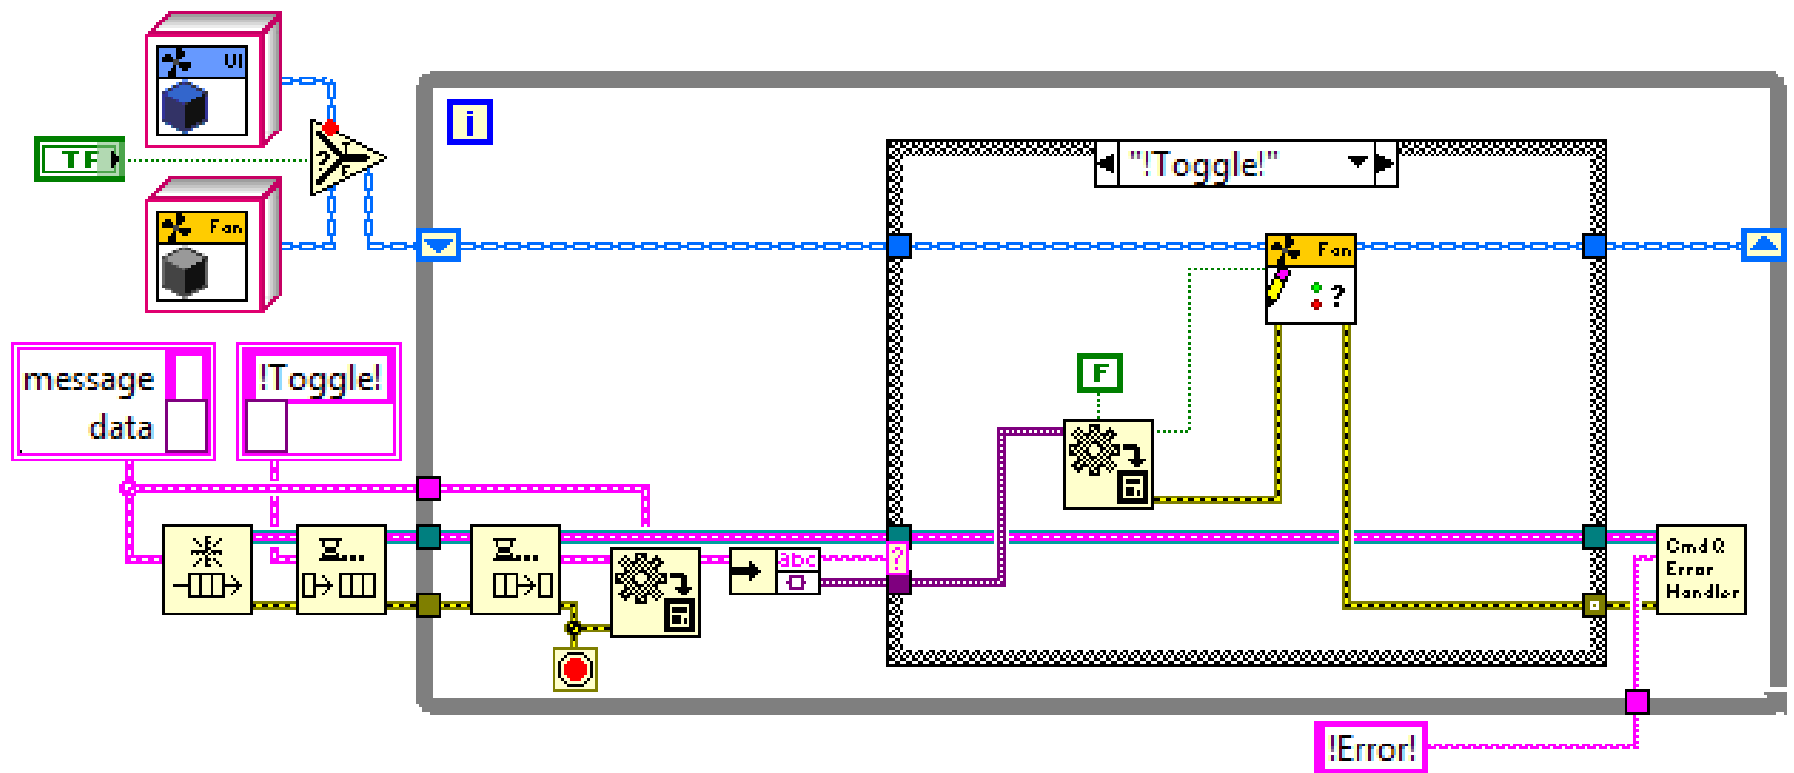 UI
TF
?
Fan
i
"!Toggle!"
Fan
?
message
data
!Toggle!
F
abc
?
Cmd Q
Error
Handler
!Error!